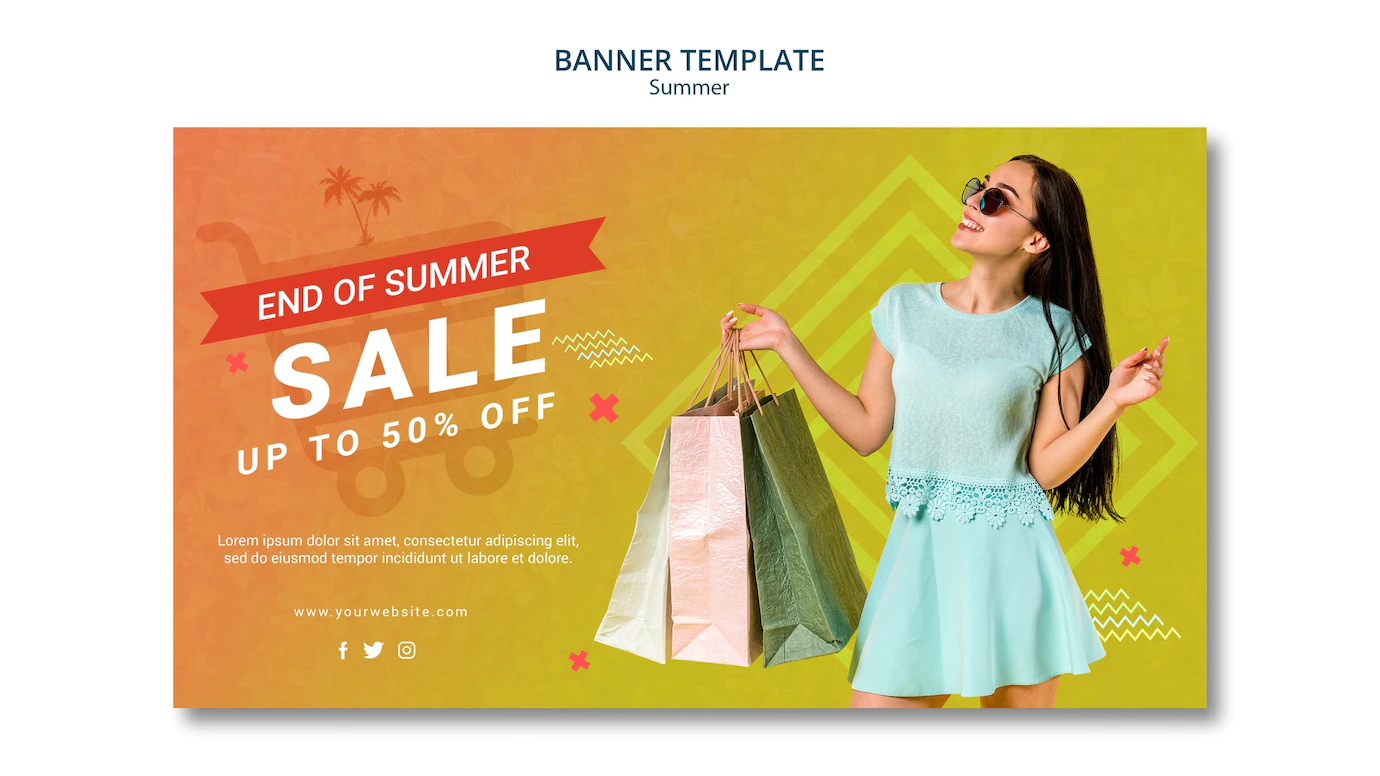 BANNER TEMPLATE
Summer
END OF SUMMER
SALE
UP TO 50% OFF
Lorem ipsum dolor sit amet, consectetur adipiscing elit,
sed do eiusmod tempor incididunt ut labore et dolore.
www.yourwebsite.com